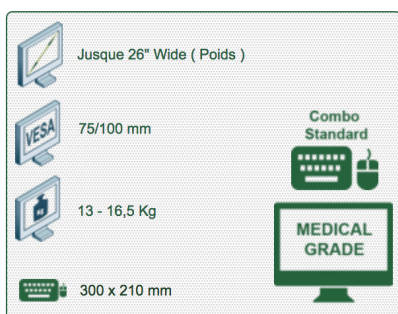 Jusque 26" Wide ( Poids )
VESA
75/100 mm
KG
13 - 16,5 Kg
300 x 210 mm
Combo
Standard
MEDICAL
GRADE